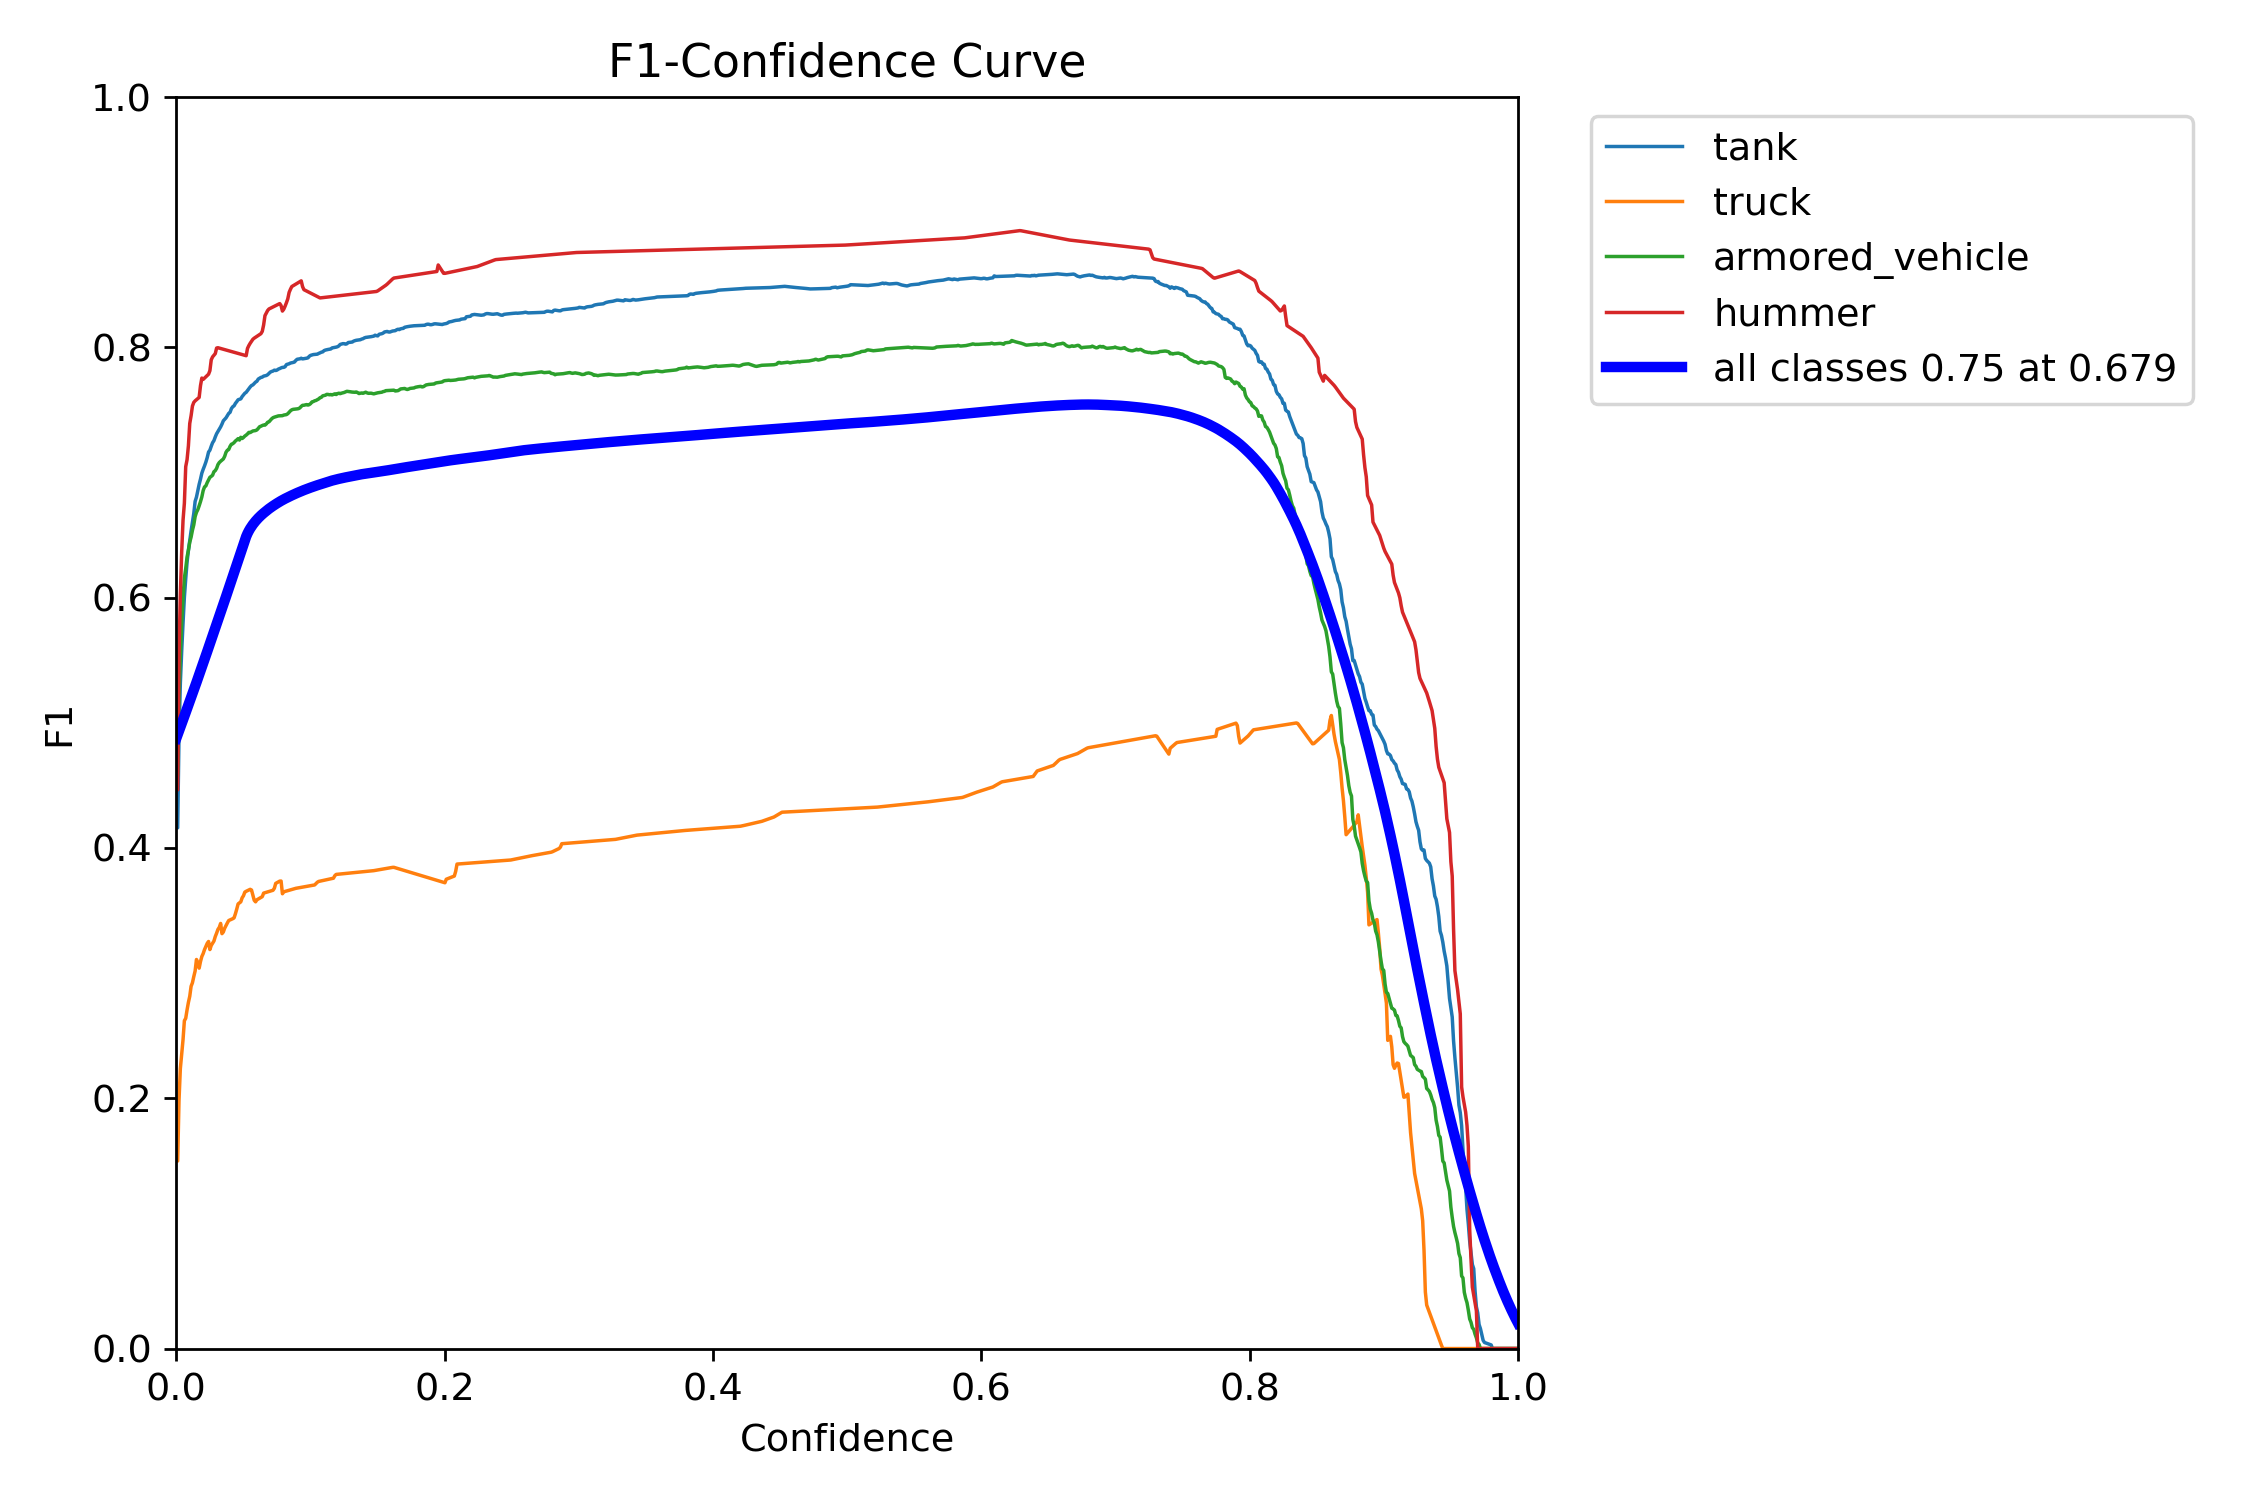 F1-Confidence Curve
1.0
0.8
0.6
0.4
0.2
0.0
F1
0.0 0.2 0.4 0.6 0.8 1.0
Confidence
tank
truck
armored_vehicle
hummer
all classes 0.75 at 0.679